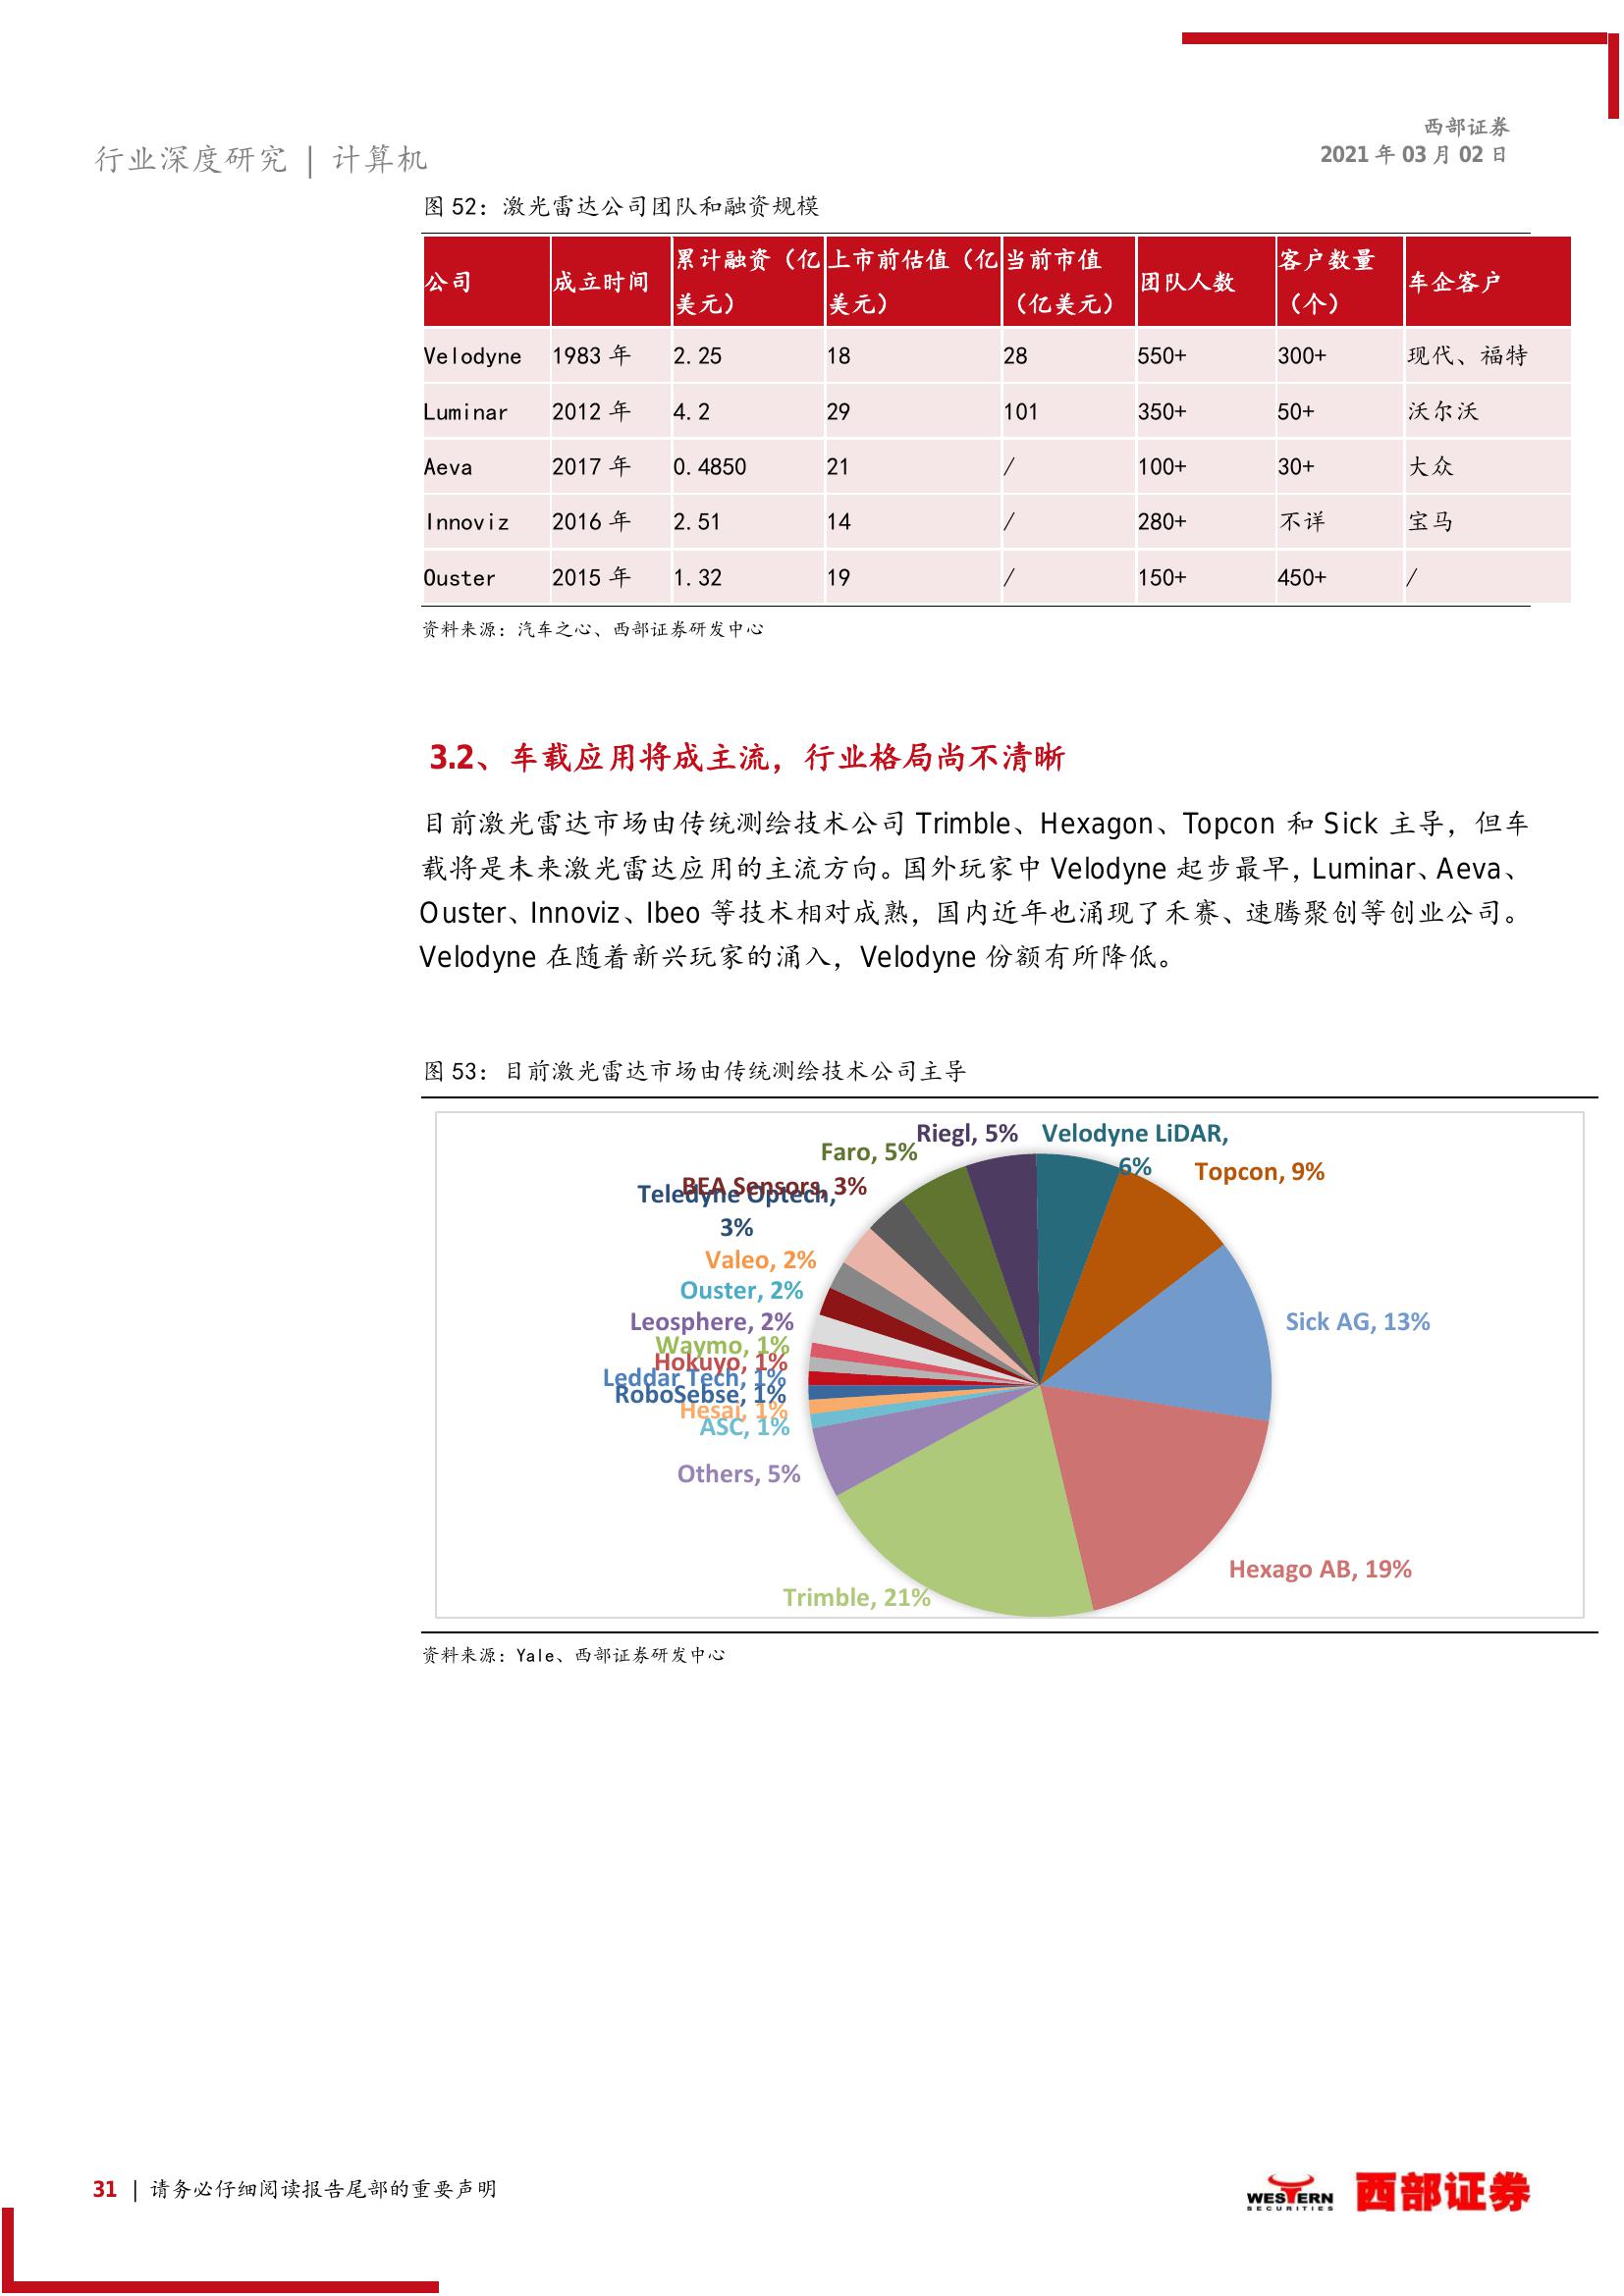 西部证券
行业深度研究 | 计算机
2021 年 03 月 02 日
图 52：激光雷达公司团队和融资规模
公司 成立时间 累计融资（亿美元） 上市前估值（亿美元） 当前市值（亿美元） 团队人数 客户数量（个） 车企客户
Velodyne 1983 年 2.25 18 28 550+ 300+ 现代、福特
Luminar 2012 年 4.2 29 101 350+ 50+ 沃尔沃
Aeva 2017 年 0.4850 21 / 100+ 30+ 大众
Innoviz 2016 年 2.51 14 / 280+ 不详 宝马
Ouster 2015 年 1.32 19 / 150+ 450+ /
资料来源：汽车之心、西部证券研发中心
3.2、车载应用将成主流，行业格局尚不清晰
目前激光雷达市场由传统测绘技术公司 Trimble、Hexagon、Topcon 和 Sick 主导，但车
载将是未来激光雷达应用的主流方向。国外玩家中 Velodyne 起步最早，Luminar、Aeva、
Ouster、Innoviz、Ibeo 等技术相对成熟，国内近年也涌现了禾赛、速腾聚创等创业公司。
Velodyne 在随着新兴玩家的涌入，Velodyne 份额有所降低。
图 53：目前激光雷达市场由传统测绘技术公司主导
Riegl, 5%
Velodyne LiDAR,
6%
Faro, 5%
Topcon, 9%
BEA Sensors, 3%
Teledyne Optech,
3%
Valeo, 2%
Ouster, 2%
Leosphere, 2%
Sick AG, 13%
Waymo, 1%
Hokuyo, 1%
Leddar Tech, 1%
RoboSebse, 1%
Hesai, 1%
ASC, 1%
Others, 5%
Hexago AB, 19%
Trimble, 21%
资料来源：Yale、西部证券研发中心
31 | 请务必仔细阅读报告尾部的重要声明
WESTERN
SECURITIES
西部证券